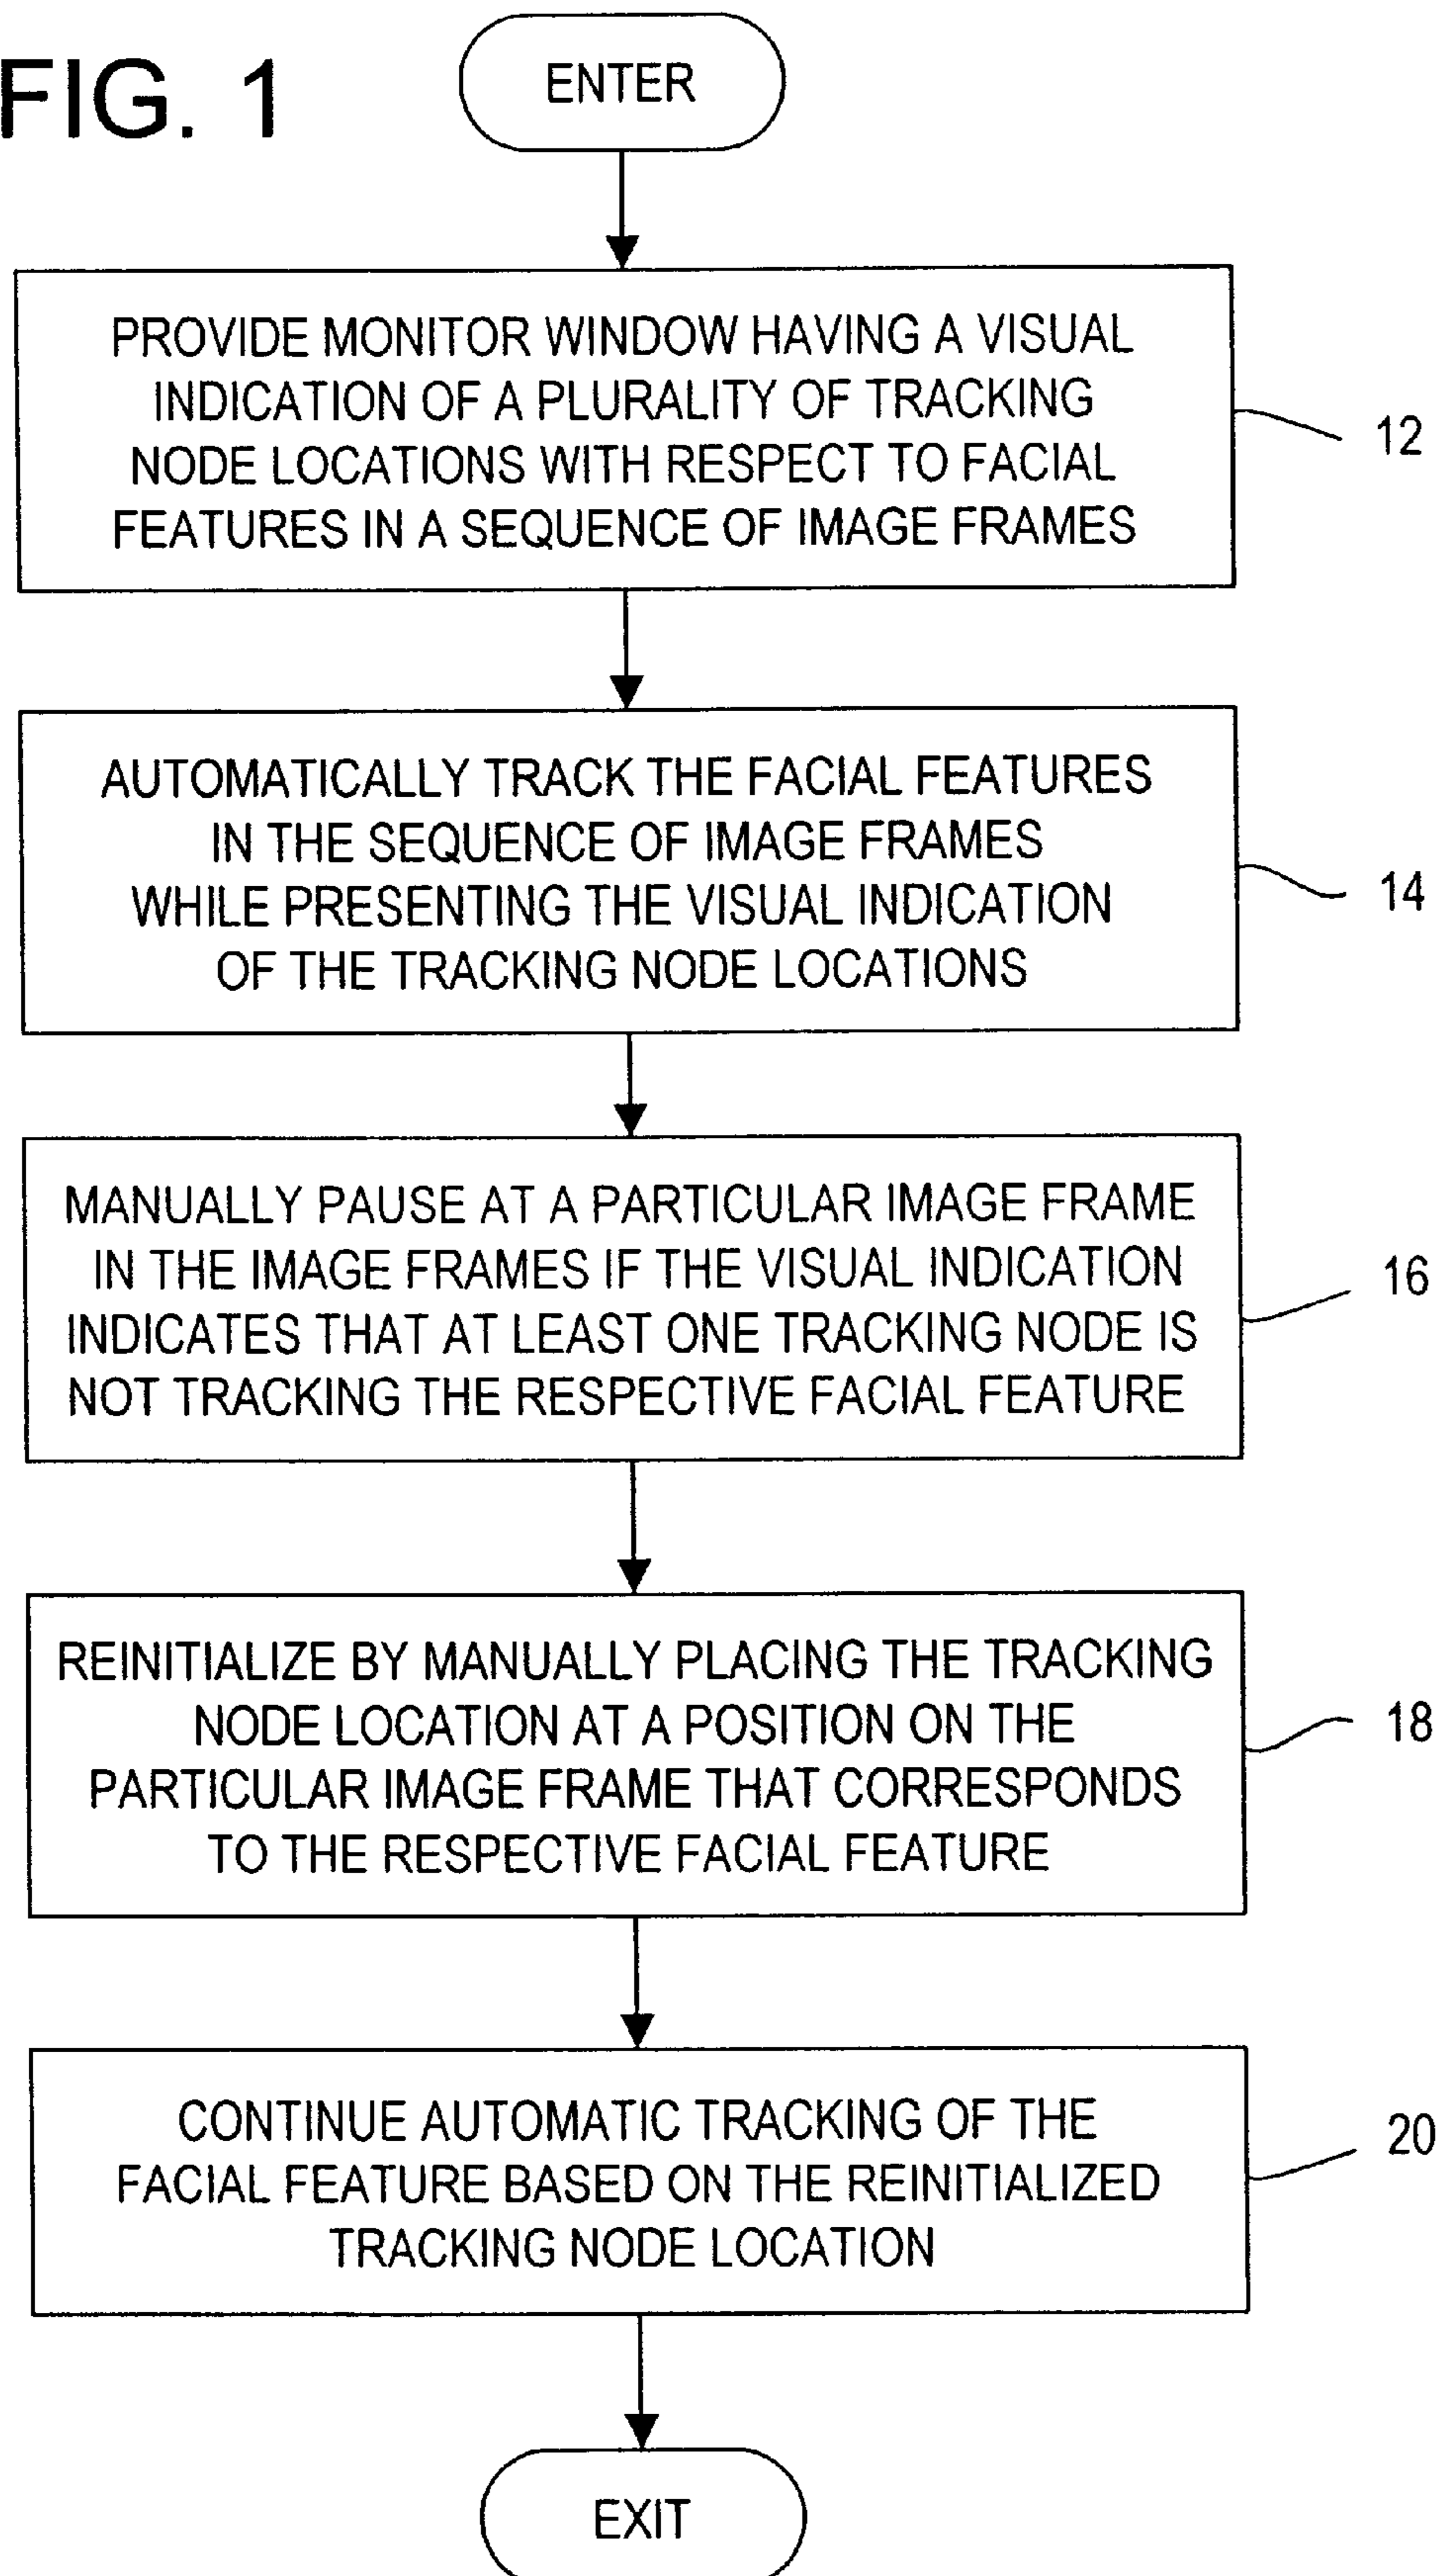 FIG. 1
ENTER
PROVIDE MONITOR WINDOW HAVING A VISUAL
INDICATION OF A PLURALITY OF TRACKING
NODE LOCATIONS WITH RESPECT TO FACIAL
FEATURES IN A SEQUENCE OF IMAGE FRAMES
12
AUTOMATICALLY TRACK THE FACIAL FEATURES
IN THE SEQUENCE OF IMAGE FRAMES
WHILE PRESENTING THE VISUAL INDICATION
OF THE TRACKING NODE LOCATIONS
14
MANUALLY PAUSE AT A PARTICULAR IMAGE FRAME
IN THE IMAGE FRAMES IF THE VISUAL INDICATION
INDICATES THAT AT LEAST ONE TRACKING NODE IS
NOT TRACKING THE RESPECTIVE FACIAL FEATURE
16
REINITIALIZE BY MANUALLY PLACING THE TRACKING
NODE LOCATION AT A POSITION ON THE
PARTICULAR IMAGE FRAME THAT CORRESPONDS
TO THE RESPECTIVE FACIAL FEATURE
18
CONTINUE AUTOMATIC TRACKING OF THE
FACIAL FEATURE BASED ON THE REINITIALIZED
TRACKING NODE LOCATION
20
EXIT